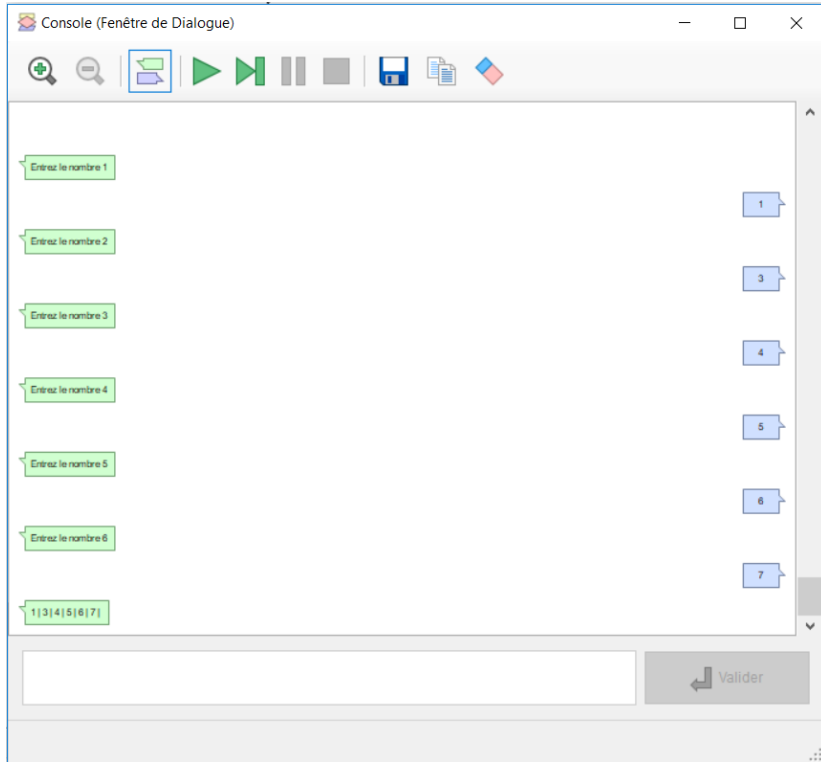 Console (Fenêtre de Dialogue)
Entrez le nombre 1
1
Entrez le nombre 2
3
Entrez le nombre 3
4
Entrez le nombre 4
5
Entrez le nombre 5
6
Entrez le nombre 6
7
1|3|4|5|6|7|
Valider